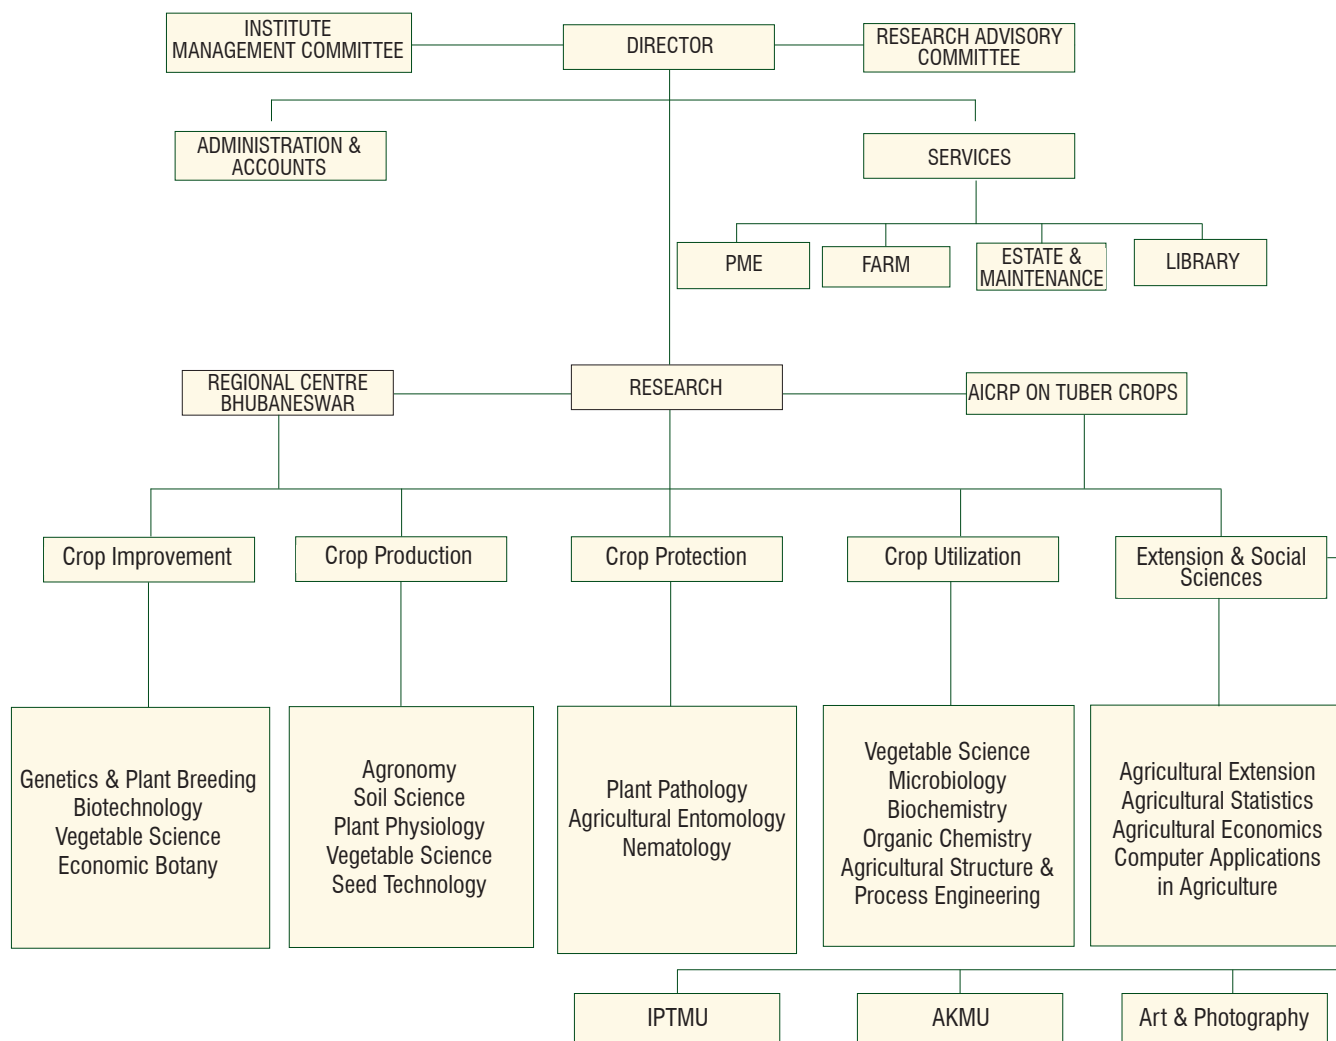 INSTITUTE
MANAGEMENT COMMITTEE
DIRECTOR
RESEARCH ADVISORY
COMMITTEE
ADMINISTRATION &
ACCOUNTS
SERVICES
PME
FARM
ESTATE &
MAINTENANCE
LIBRARY
REGIONAL CENTRE
BHUBANESWAR
RESEARCH
AICRP ON TUBER CROPS
Crop Improvement
Crop Production
Crop Protection
Crop Utilization
Extension & Social
Sciences
Genetics & Plant Breeding
Biotechnology
Vegetable Science
Economic Botany
Agronomy
Soil Science
Plant Physiology
Vegetable Science
Seed Technology
Plant Pathology
Agricultural Entomology
Nematology
Vegetable Science
Microbiology
Biochemistry
Organic Chemistry
Agricultural Structure &
Process Engineering
Agricultural Extension
Agricultural Statistics
Agricultural Economics
Computer Applications
in Agriculture
IPTMU
AKMU
Art & Photography